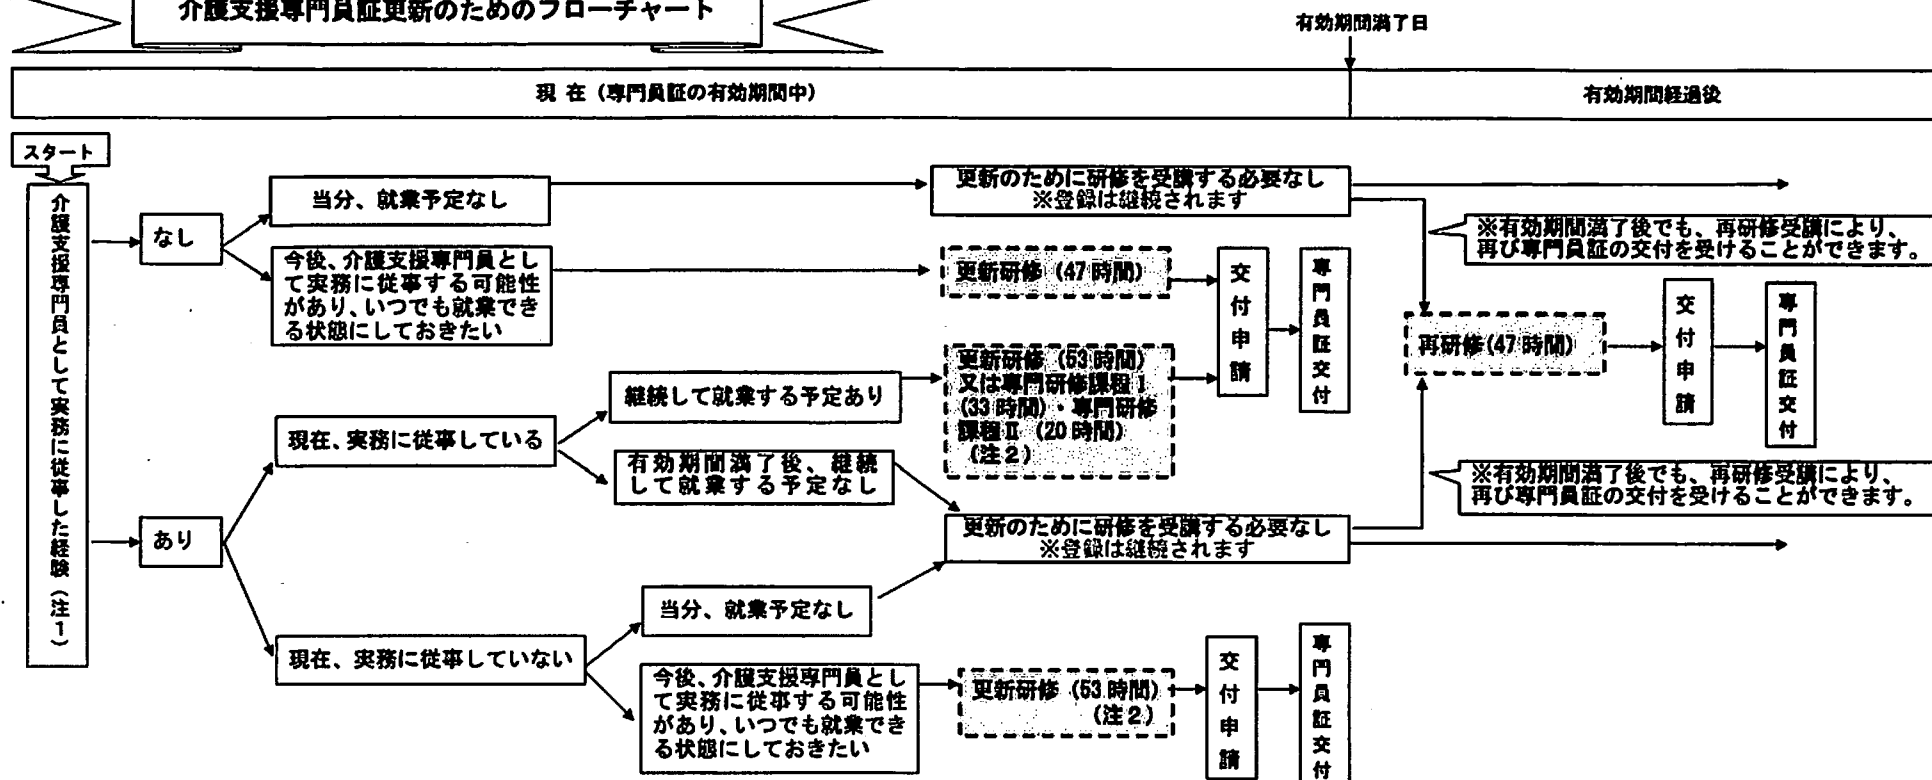 介護支援専門員証更新のためのフローチャート
有効期間満了日
現 在（専門員証の有効期間中）
有効期間経過後
スタート
介護支援専門員として実務に従事した経験（注１）
なし
当分、就業予定なし
更新のために研修を受講する必要なし
※登録は継続されます
※有効期間満了後でも、再研修受講により、
再び専門員証の交付を受けることができます。
今後、介護支援専門員とし
て実務に従事する可能性
があり、いつでも就業でき
る状態にしておきたい
更新研修（47 時間）
交付申請
専門員証交付
再研修(47 時間)
交付申請
専門員証交付
あり
現在、実務に従事している
継続して就業する予定あり
更新研修（53 時間）
又は専門研修課程Ⅰ
（33 時間）・専門研修
課程Ⅱ（20 時間）
（注２）
有効期間満了後、継続
して就業する予定なし
更新のために研修を受講する必要なし
※登録は継続されます
※有効期間満了後でも、再研修受講により、
再び専門員証の交付を受けることができます。
現在、実務に従事していない
当分、就業予定なし
今後、介護支援専門員とし
て実務に従事する可能性
があり、いつでも就業でき
る状態にしておきたい
更新研修（53 時間）
（注２）
交付申請
専門員証交付